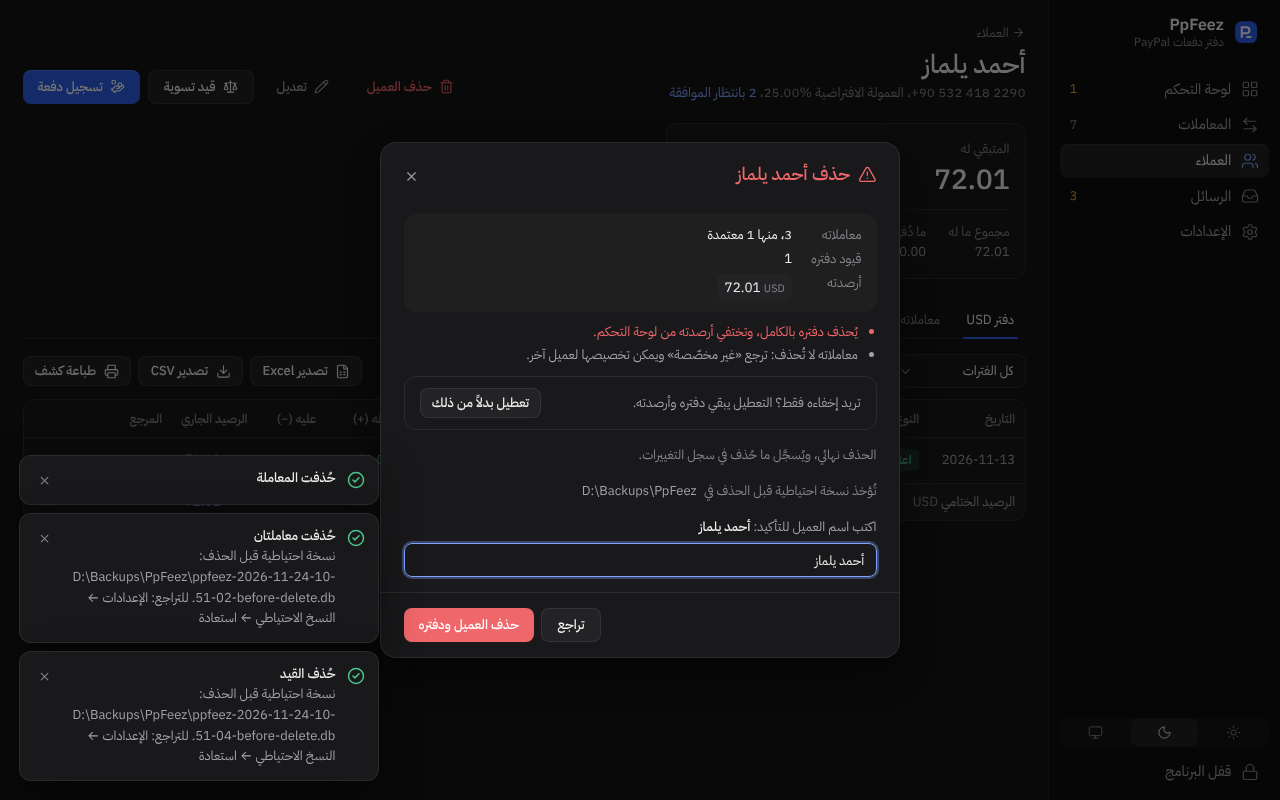 PpFeez
دفتر دفعات PayPal
لوحة التحكم 1
المعاملات 7
العملاء
الرسائل 3
الإعدادات
قفل البرنامج
→ العملاء
أحمد يلماز
+90 532 418 2290، العمولة الافتراضية 25.00%، 2 بانتظار الموافقة
حذف العميل
تعديل
قيد تسوية
تسجيل دفعة
المتبقي له
72.01
مجموع ما له
72.01
0.00
دفتر USD
معاملاته
كل الفترات
تصدير Excel
تصدير CSV
طباعة كشف
التاريخ
عليه (−)
الرصيد الجاري
المرجع
2026-11-13
الرصيد الختامي USD
حذف أحمد يلماز
معاملاته 3، منها 1 معتمدة
قيود دفتره 1
أرصدته 72.01 USD
• يُحذف دفتره بالكامل، وتختفي أرصدته من لوحة التحكم.
• معاملاته لا تُحذف: ترجع «غير مخصّصة» ويمكن تخصيصها لعميل آخر.
تريد إخفاءه فقط؟ التعطيل يبقي دفتره وأرصدته.
تعطيل بدلاً من ذلك
الحذف نهائي، ويُسجَّل ما حُذف في سجل التغييرات.
تُؤخذ نسخة احتياطية قبل الحذف في D:\Backups\PpFeez
اكتب اسم العميل للتأكيد: أحمد يلماز
أحمد يلماز
تراجع
حذف العميل ودفتره
حُذفت المعاملة
حُذفت معاملتان
نسخة احتياطية قبل الحذف:
D:\Backups\PpFeez\ppfeez-2026-11-24-10-
51-02-before-delete.db. للتراجع: الإعدادات ←
النسخ الاحتياطي ← استعادة
حُذف القيد
نسخة احتياطية قبل الحذف:
D:\Backups\PpFeez\ppfeez-2026-11-24-10-
51-04-before-delete.db. للتراجع: الإعدادات ←
النسخ الاحتياطي ← استعادة